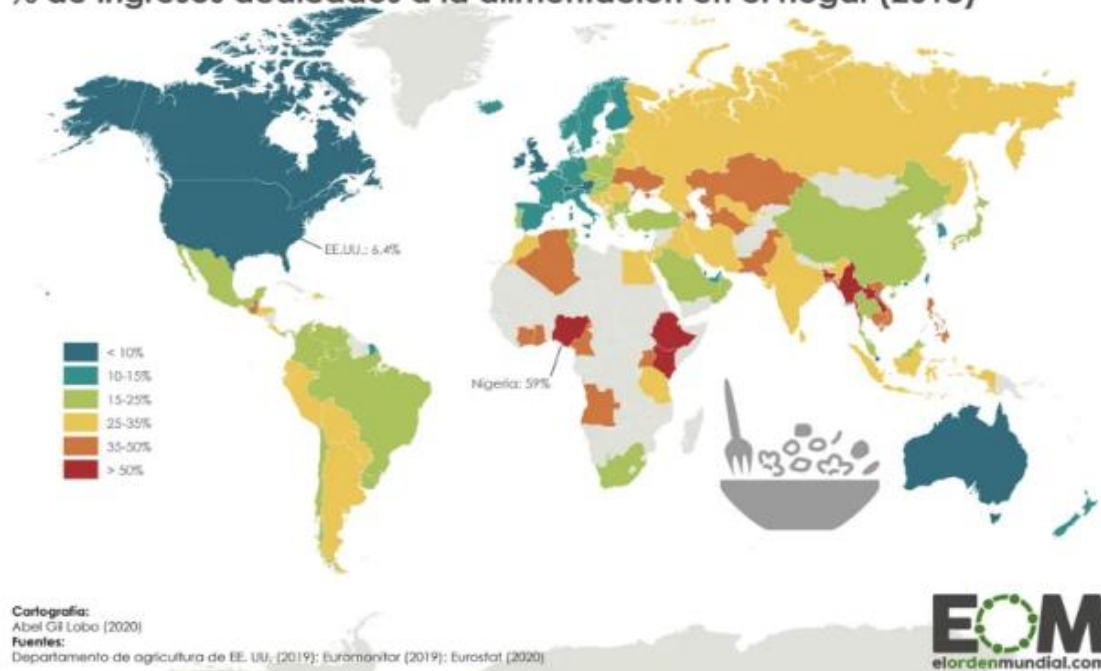 % de ingresos dedicados a la alimentación en el hogar (2018)
EE.UU.: 6,4%
Nigeria: 59%
< 10%
10-15%
15-25%
25-35%
35-50%
> 50%
Cartografía:
Abel Gil Lobo (2020)
Fuentes:
Departamento de agricultura de EE. UU. (2019); Euromonitor (2019); Eurostat (2020)
EOM
elordenmundial.com